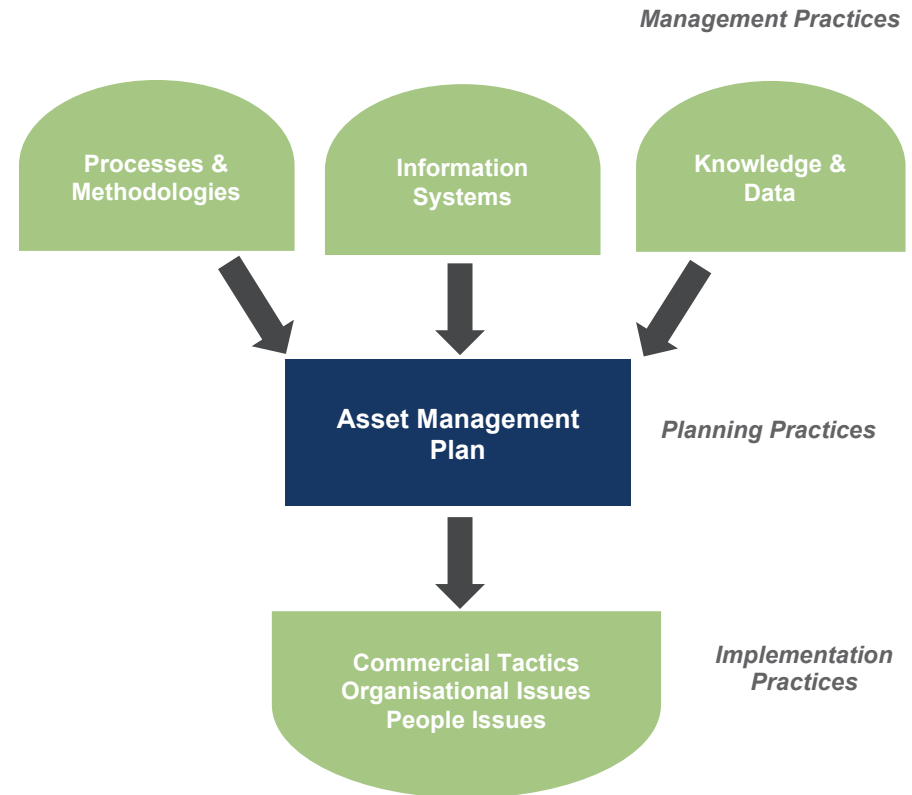 Management Practices
Processes &
Methodologies
Information
Systems
Knowledge &
Data
Asset Management
Plan
Planning Practices
Commercial Tactics
Organisational Issues
People Issues
Implementation
Practices